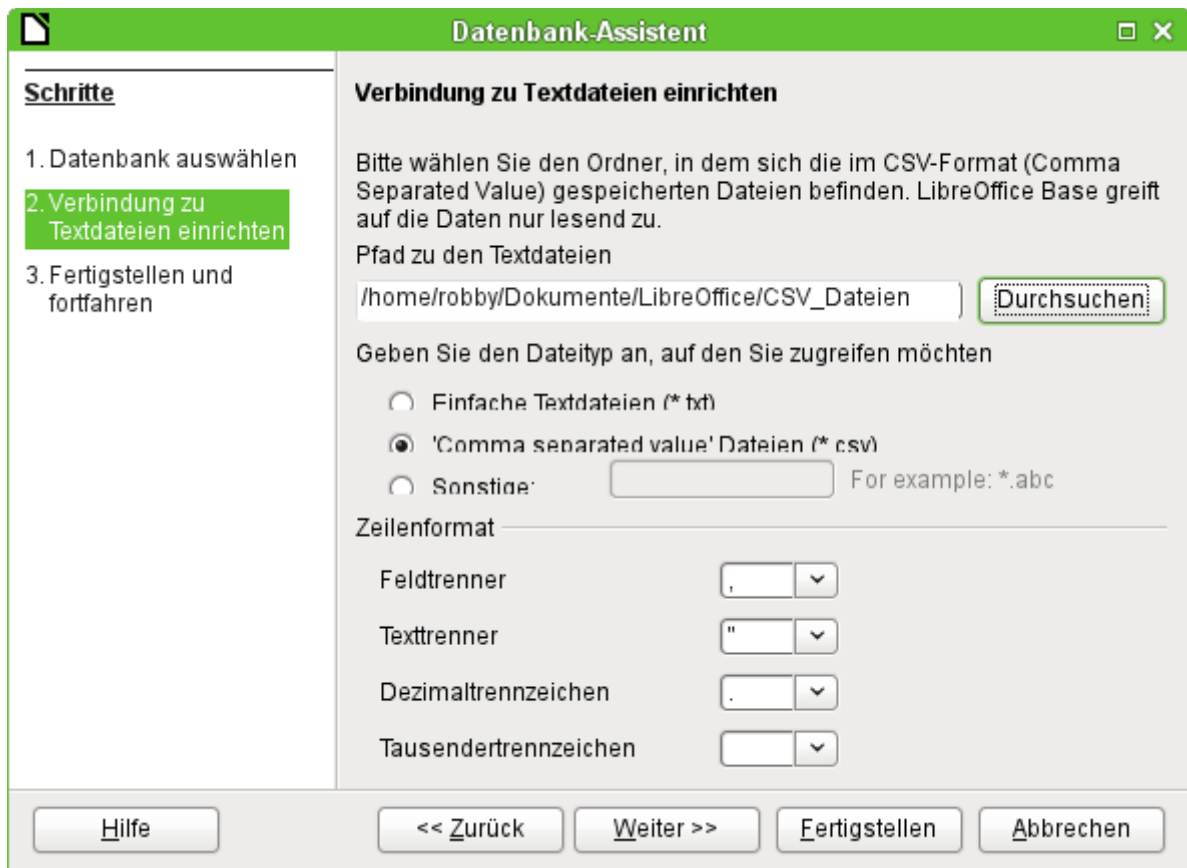 Datenbank-Assistent
Schritte
1. Datenbank auswählen
2. Verbindung zu
Textdateien einrichten
3. Fertigstellen und
fortfahren
Verbindung zu Textdateien einrichten
Bitte wählen Sie den Ordner, in dem sich die im CSV-Format (Comma
Separated Value) gespeicherten Dateien befinden. LibreOffice Base greift
auf die Daten nur lesend zu.
Pfad zu den Textdateien
/home/robby/Dokumente/LibreOffice/CSV_Dateien
Durchsuchen
Geben Sie den Dateityp an, auf den Sie zugreifen möchten
Einfache Textdateien (*.txt)
'Comma separated value' Dateien (*.csv)
Sonstige:
For example: *.abc
Zeilenformat
Feldtrenner ,
Texttrenner "
Dezimaltrennzeichen .
Tausendertrennzeichen
Hilfe
<< Zurück
Weiter >>
Fertigstellen
Abbrechen